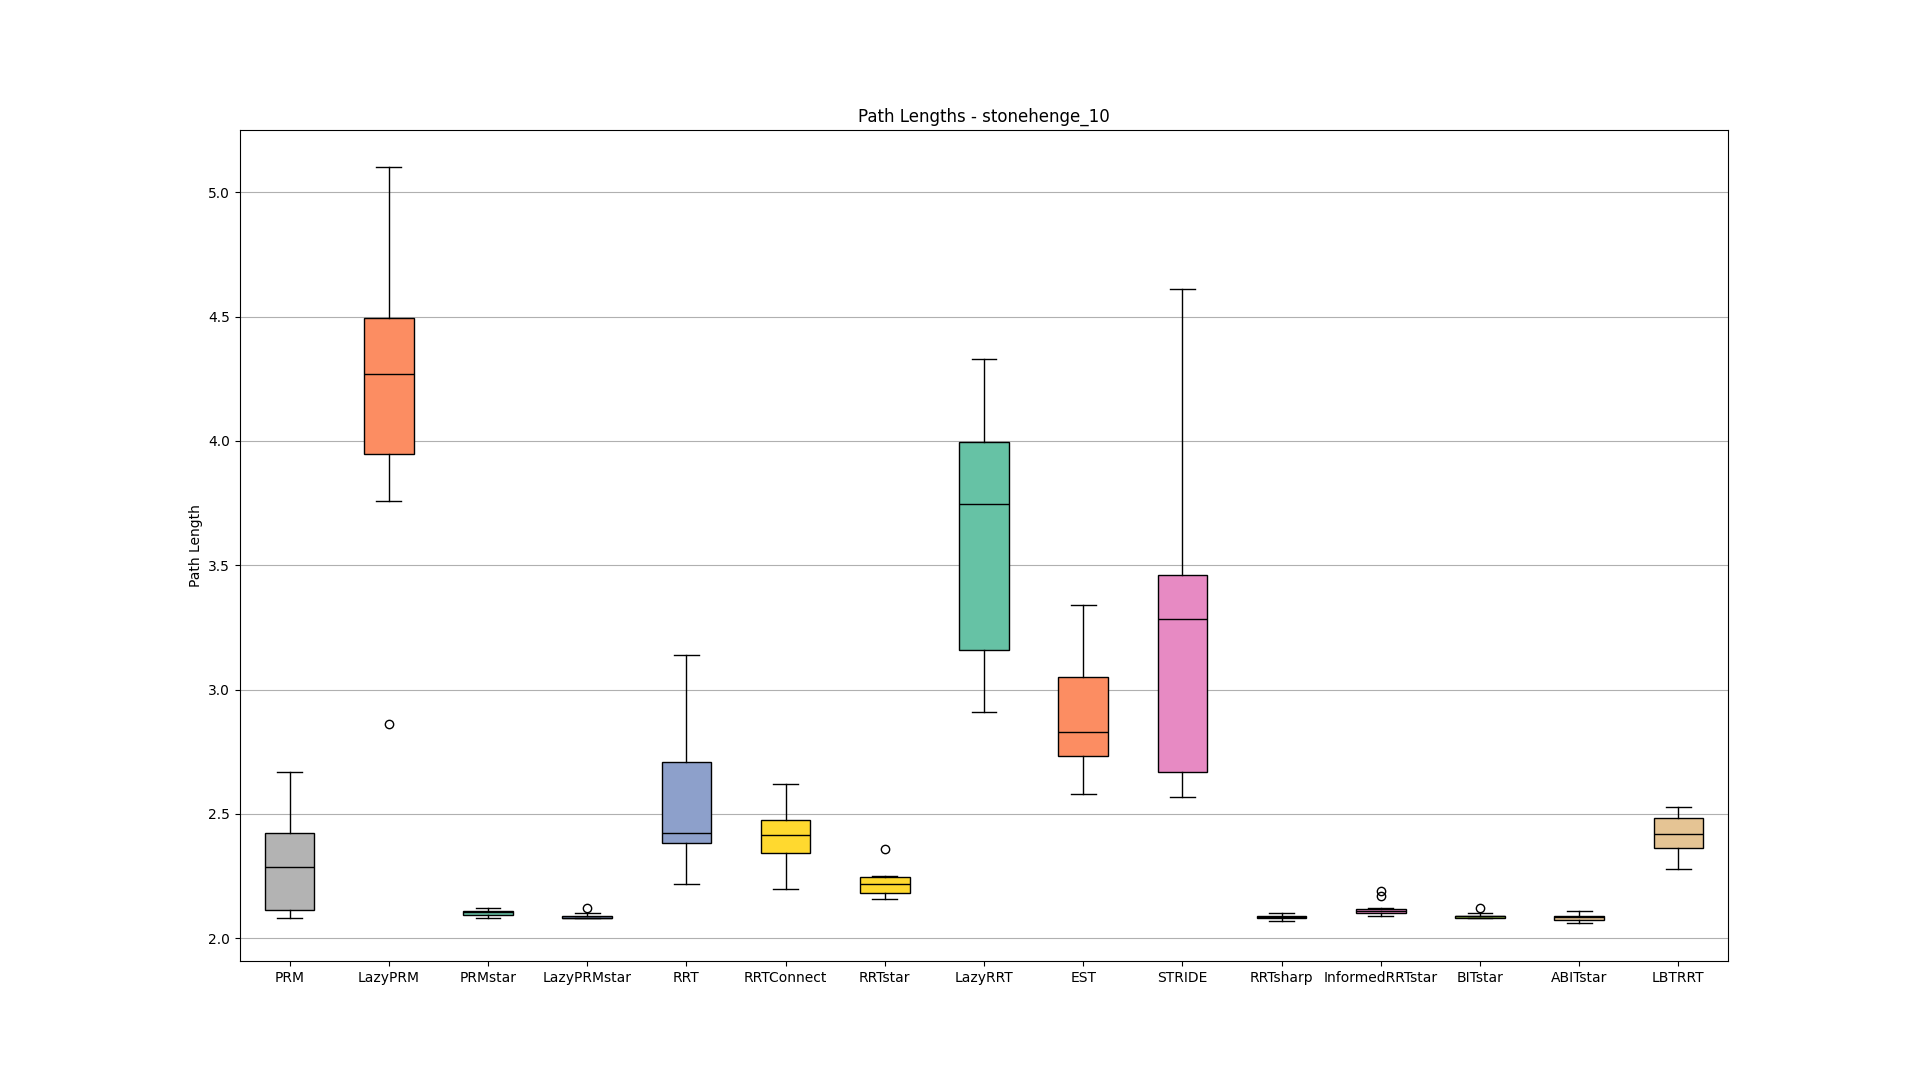 Path Lengths - stonehenge_10
5.0
4.5
4.0
3.5
3.0
2.5
2.0
Path Length
PRM LazyPRM PRMstar LazyPRMstar RRT RRTConnect RRTstar LazyRRT EST STRIDE RRTsharp InformedRRTstar BITstar ABITstar LBTRRT